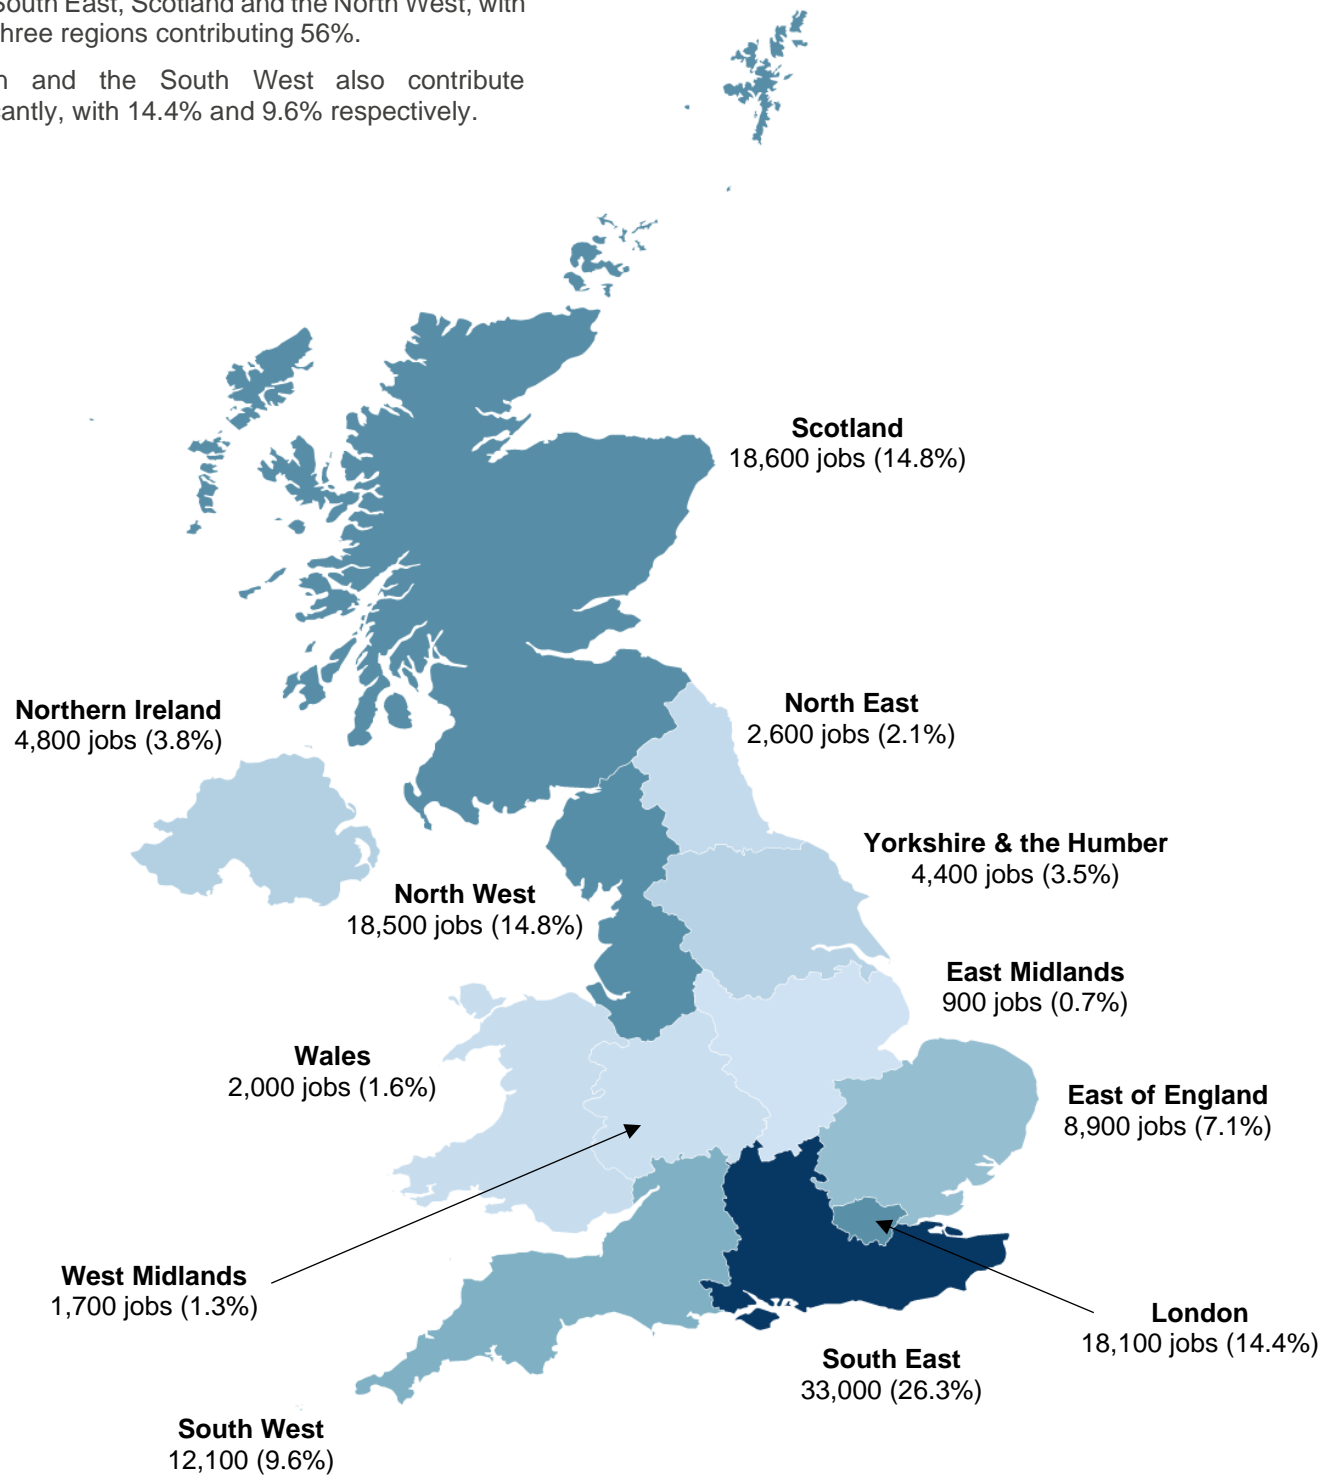 South East, Scotland and the North West, with
three regions contributing 56%.
and the South West also contribute
with 14.4% and 9.6% respectively.
Scotland
18,600 jobs (14.8%)
Northern Ireland
4,800 jobs (3.8%)
North East
2,600 jobs (2.1%)
Yorkshire & the Humber
4,400 jobs (3.5%)
North West
18,500 jobs (14.8%)
East Midlands
900 jobs (0.7%)
Wales
2,000 jobs (1.6%)
East of England
8,900 jobs (7.1%)
West Midlands
1,700 jobs (1.3%)
London
18,100 jobs (14.4%)
South East
33,000 (26.3%)
South West
12,100 (9.6%)